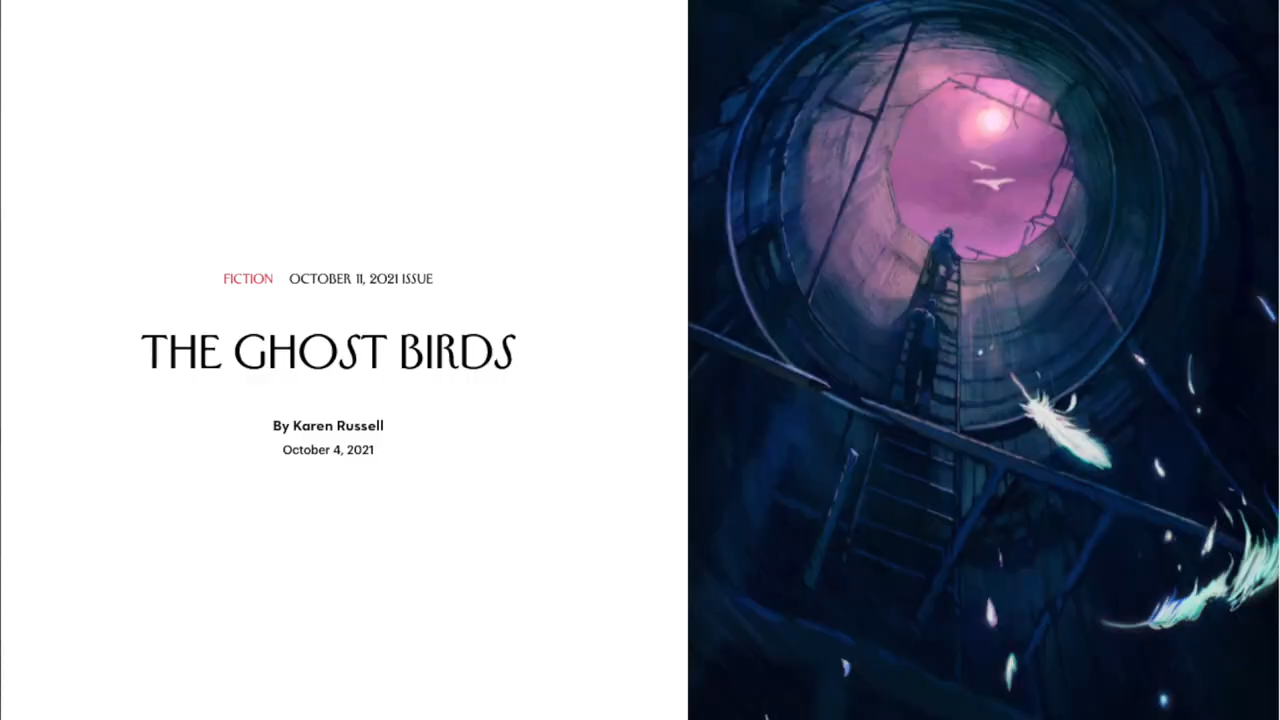 FICTION OCTOBER 11, 2021 ISSUE
THE GHOST BIRDS
By Karen Russell
October 4, 2021